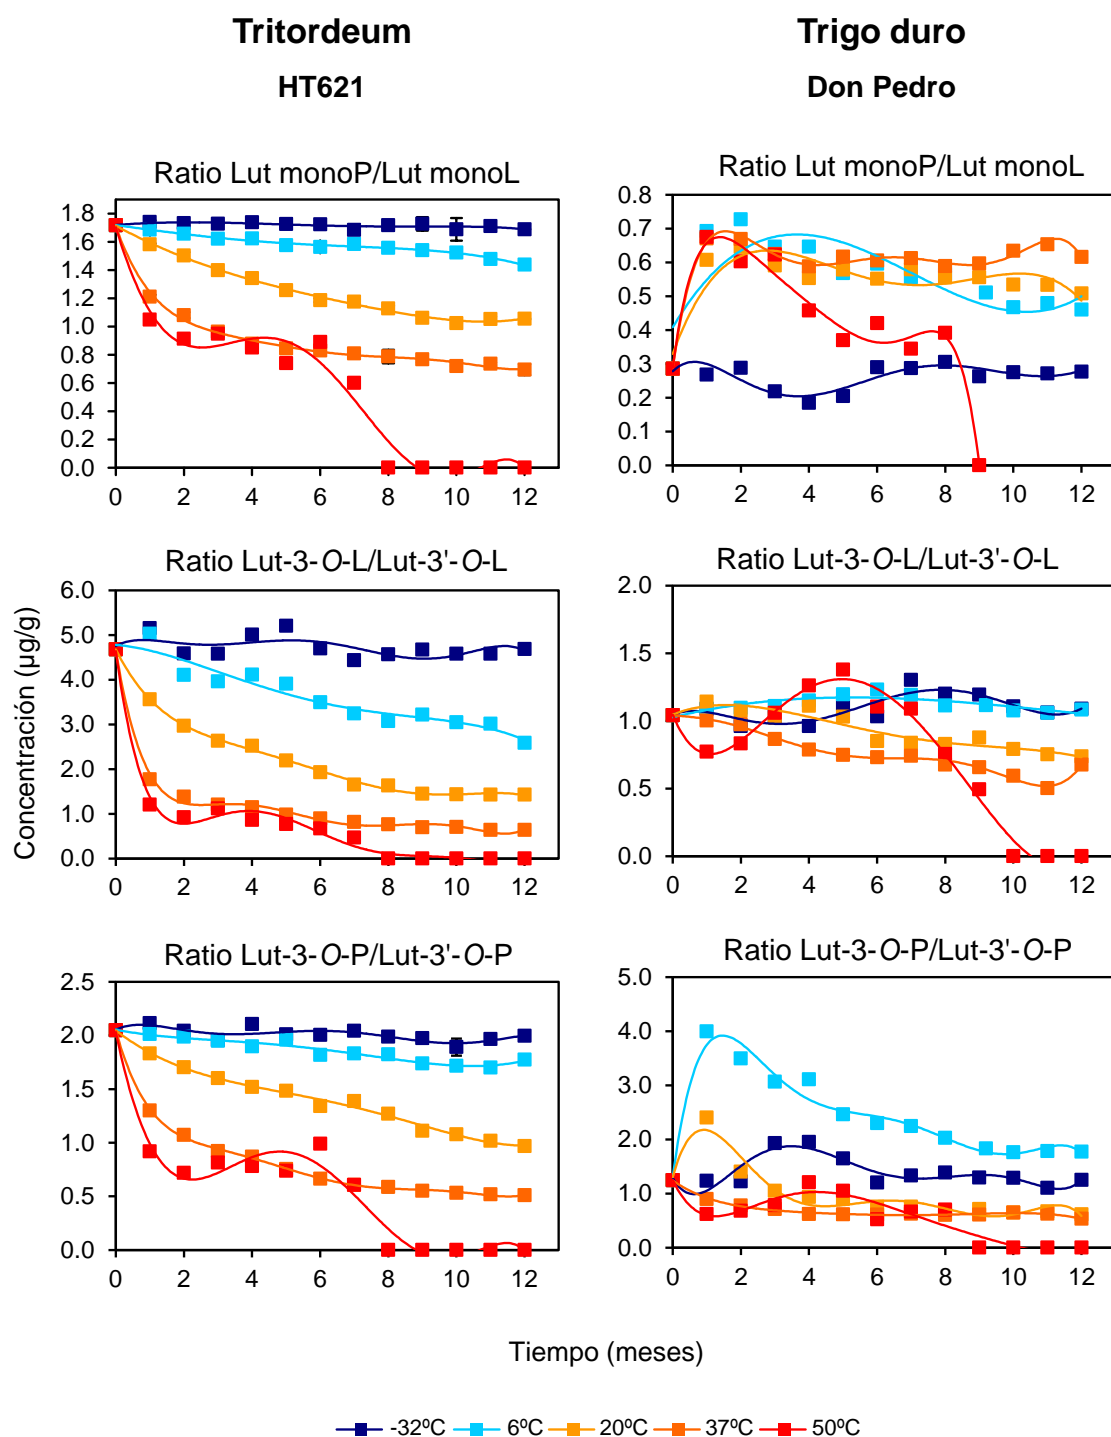 Tritordeum
Trigo duro
HT621
Don Pedro
Ratio Lut monoP/Lut monoL
1.8
1.6
1.4
1.2
1.0
0.8
0.6
0.4
0.2
0.0
0 2 4 6 8 10 12
Ratio Lut monoP/Lut monoL
0.8
0.7
0.6
0.5
0.4
0.3
0.2
0.1
0.0
0 2 4 6 8 10 12
Concentración (µg/g)
Ratio Lut-3-O-L/Lut-3'-O-L
6.0
5.0
4.0
3.0
2.0
1.0
0.0
0 2 4 6 8 10 12
Ratio Lut-3-O-L/Lut-3'-O-L
2.0
1.5
1.0
0.5
0.0
0 2 4 6 8 10 12
Ratio Lut-3-O-P/Lut-3'-O-P
2.5
2.0
1.5
1.0
0.5
0.0
0 2 4 6 8 10 12
Ratio Lut-3-O-P/Lut-3'-O-P
5.0
4.0
3.0
2.0
1.0
0.0
0 2 4 6 8 10 12
Tiempo (meses)
-32ºC 6ºC 20ºC 37ºC 50ºC